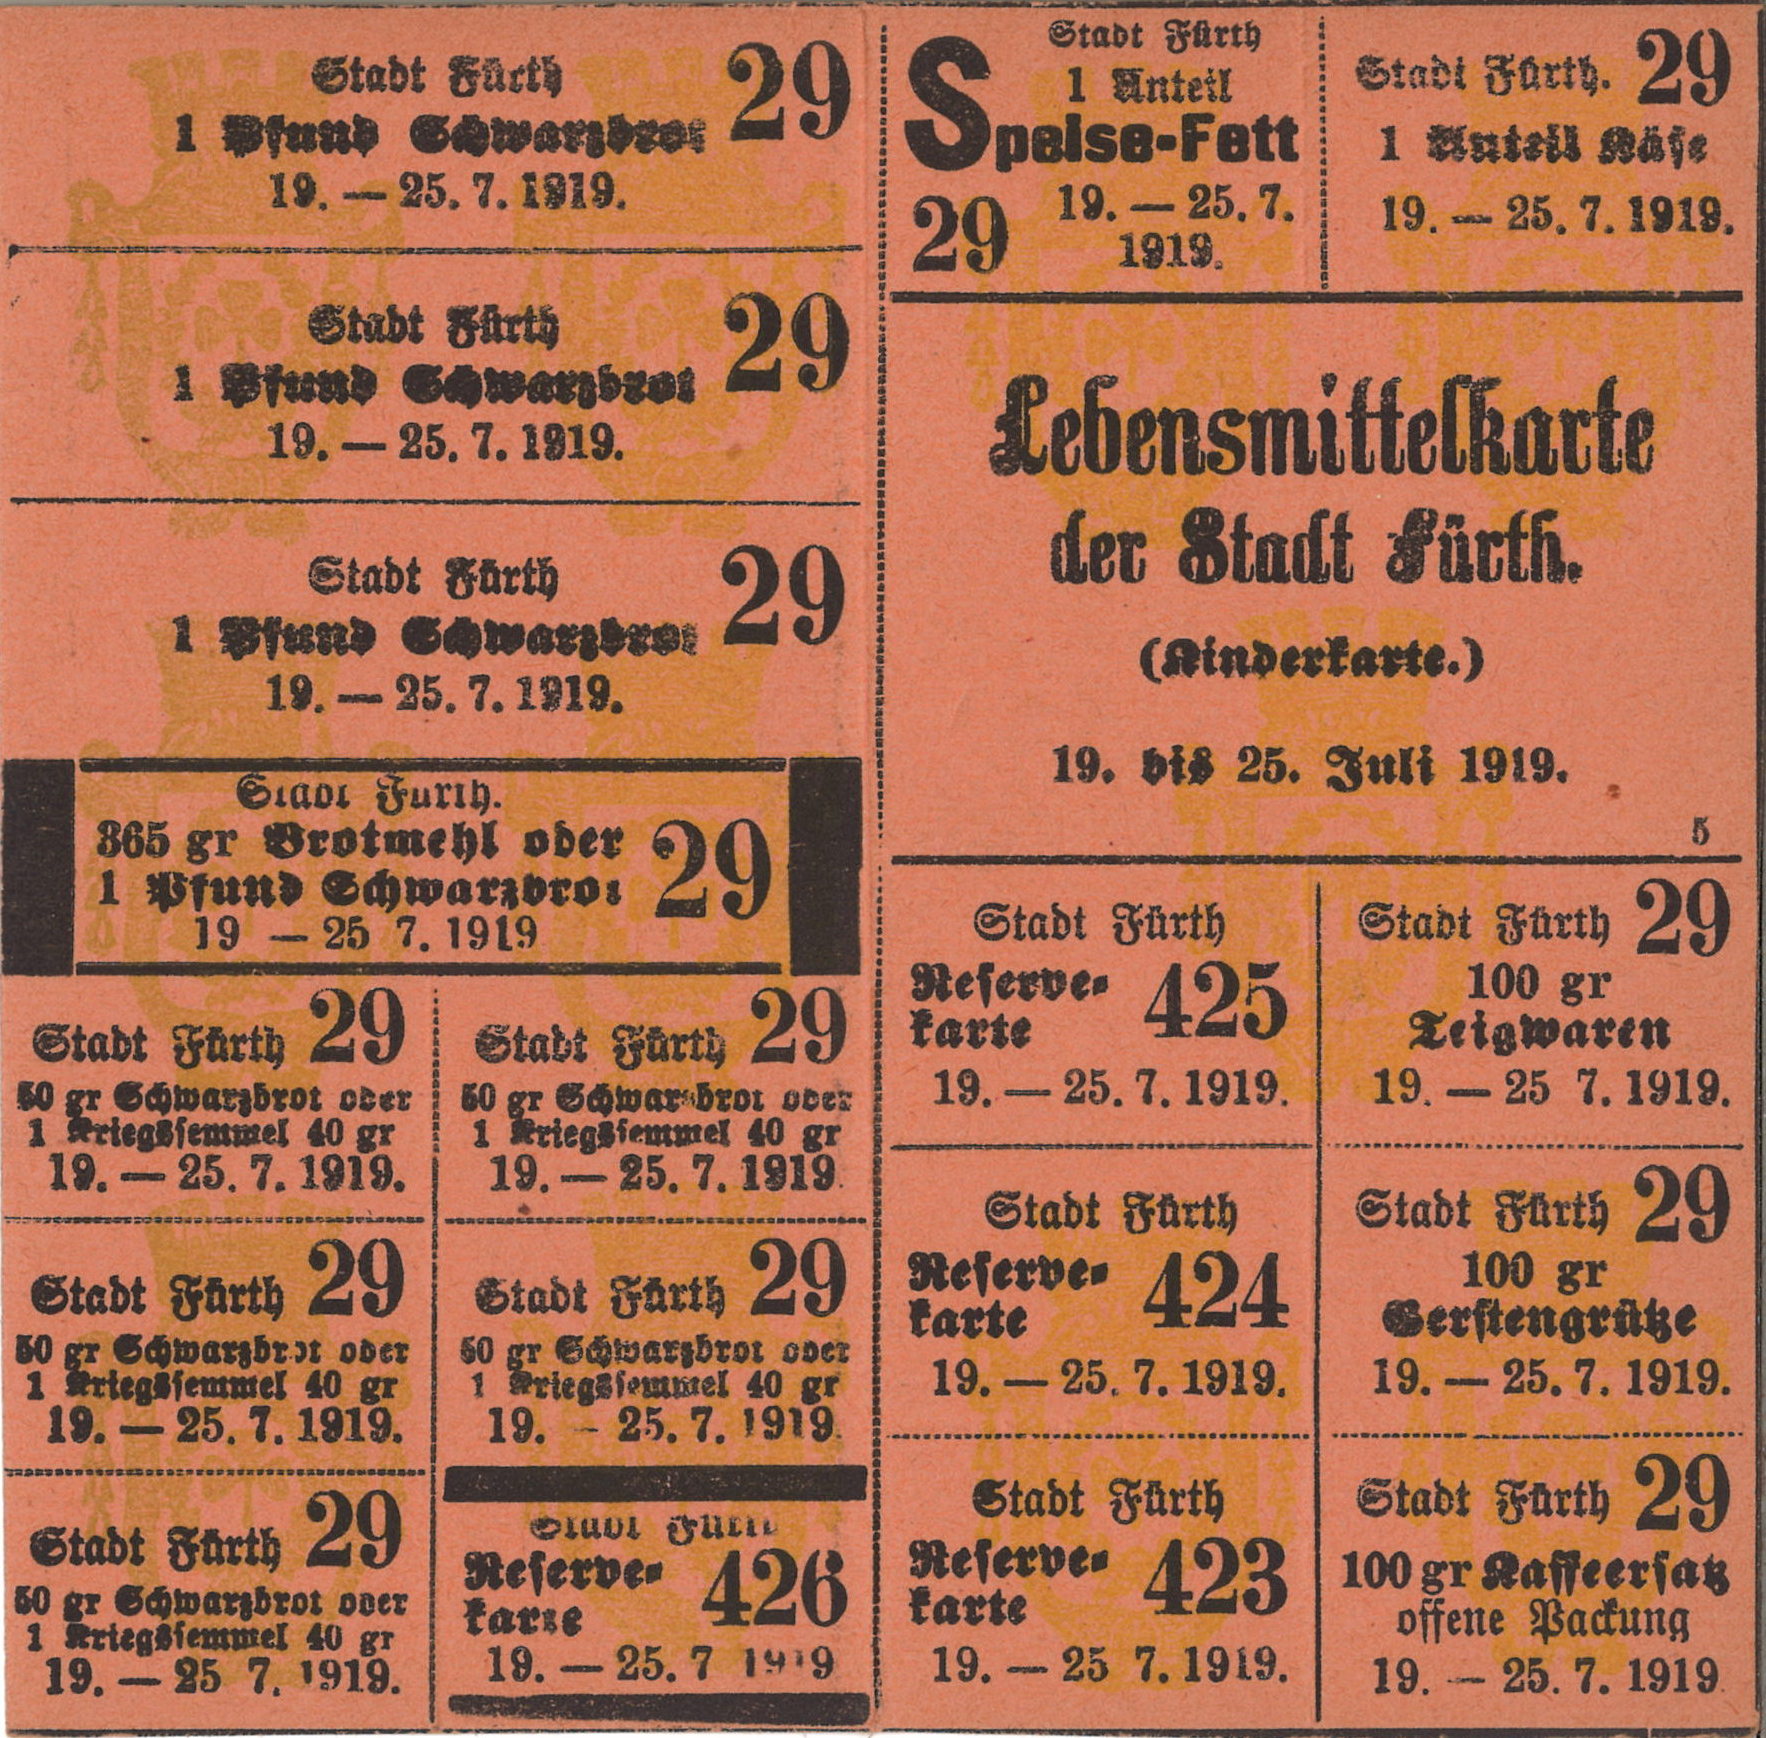 Stadt Fürth 29
1 Pfund Schwarzbrot
19. — 25. 7. 1919.
Stadt Fürth 29
1 Pfund Schwarzbrot
19. — 25. 7. 1919.
Stadt Fürth 29
1 Pfund Schwarzbrot
19. — 25. 7. 1919.
Stadt Fürth.
365 gr Brotmehl oder 29
1 Pfund Schwarzbrot
19 — 25 7. 1919
Stadt Fürth 29
50 gr Schwarzbrot oder
1 Kriegssemmel 40 gr
19. — 25. 7. 1919.
Stadt Fürth 29
50 gr Schwarzbrot oder
1 Kriegssemmel 40 gr
19. — 25. 7. 1919.
Stadt Fürth 29
50 gr Schwarzbrot oder
1 Kriegssemmel 40 gr
19. — 25. 7. 1919.
Stadt Fürth 29
50 gr Schwarzbrot oder
1 Kriegssemmel 40 gr
19. — 25. 7. 1919.
Stadt Fürth 29
50 gr Schwarzbrot oder
1 Kriegssemmel 40 gr
19. — 25 7. 1919.
Stadt Fürth
Reserve- 426
karte
19. — 25. 7 1919
Stadt Fürth
1 Anteil
Speise-Fett
29 19. — 25. 7.
1919.
Stadt Fürth. 29
1 Anteil Käse
19. — 25. 7. 1919.
Lebensmittelkarte
der Stadt Fürth.
(Kinderkarte.)
19. bis 25. Juli 1919.
5
Stadt Fürth
Reserve- 425
karte
19. — 25. 7. 1919.
Stadt Fürth 29
100 gr
Teigwaren
19. — 25 7. 1919.
Stadt Fürth
Reserve- 424
karte
19. — 25. 7. 1919.
Stadt Fürth 29
100 gr
Gerstengrütze
19. — 25. 7. 1919.
Stadt Fürth
Reserve- 423
karte
19. — 25 7. 1919.
Stadt Fürth 29
100 gr Kaffeersatz
offene Packung
19. — 25. 7. 1919